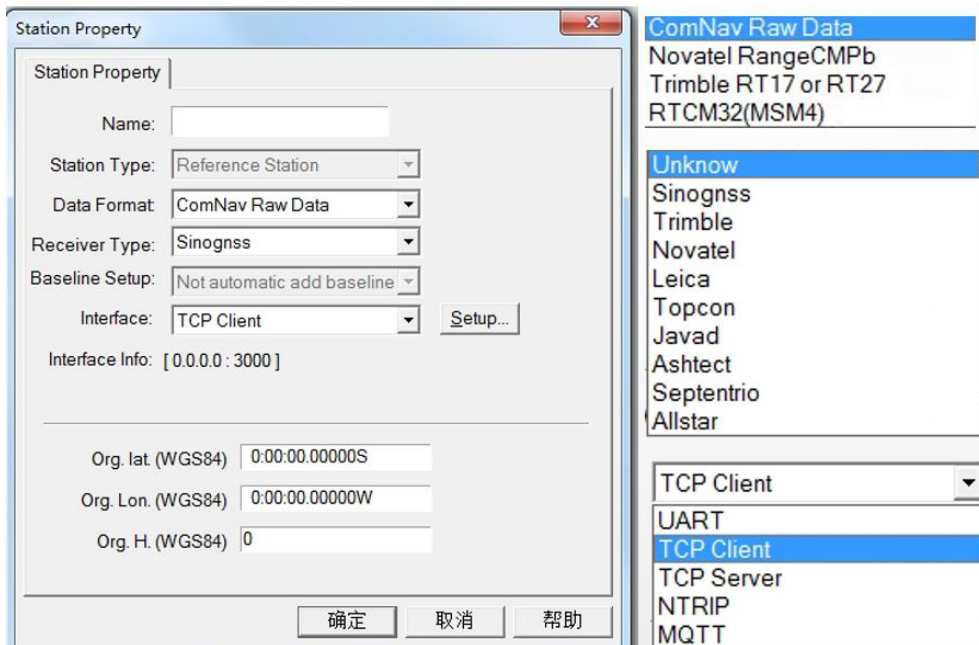 Station Property
Station Property
Name:
Station Type: Reference Station
Data Format: ComNav Raw Data
Receiver Type: Sinognss
Baseline Setup: Not automatic add baseline
Interface: TCP Client Setup...
Interface Info: [ 0.0.0.0 : 3000 ]
Org. lat. (WGS84) 0:00:00.00000S
Org. Lon. (WGS84) 0:00:00.00000W
Org. H. (WGS84) 0
确定 取消 帮助
ComNav Raw Data
Novatel RangeCMPb
Trimble RT17 or RT27
RTCM32(MSM4)
Unknow
Sinognss
Trimble
Novatel
Leica
Topcon
Javad
Ashtect
Septentrio
Allstar
TCP Client
UART
TCP Client
TCP Server
NTRIP
MQTT